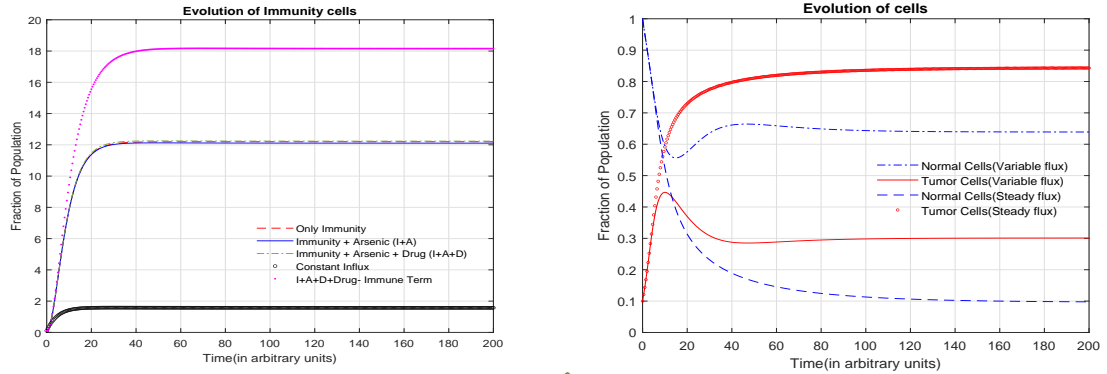 Evolution of Immunity cells
Fraction of Population
20
18
16
14
12
10
8
6
4
2
0
Only Immunity
Immunity + Arsenic (I+A)
Immunity + Arsenic + Drug (I+A+D)
Constant Influx
I+A+D+Drug- Immune Term
0 20 40 60 80 100 120 140 160 180 200
Time(in arbitrary units)
Evolution of cells
Fraction of Population
1
0.9
0.8
0.7
0.6
0.5
0.4
0.3
0.2
0.1
0
Normal Cells(Variable flux)
Tumor Cells(Variable flux)
Normal Cells(Steady flux)
Tumor Cells(Steady flux)
0 20 40 60 80 100 120 140 160 180 200
Time(in arbitrary units)